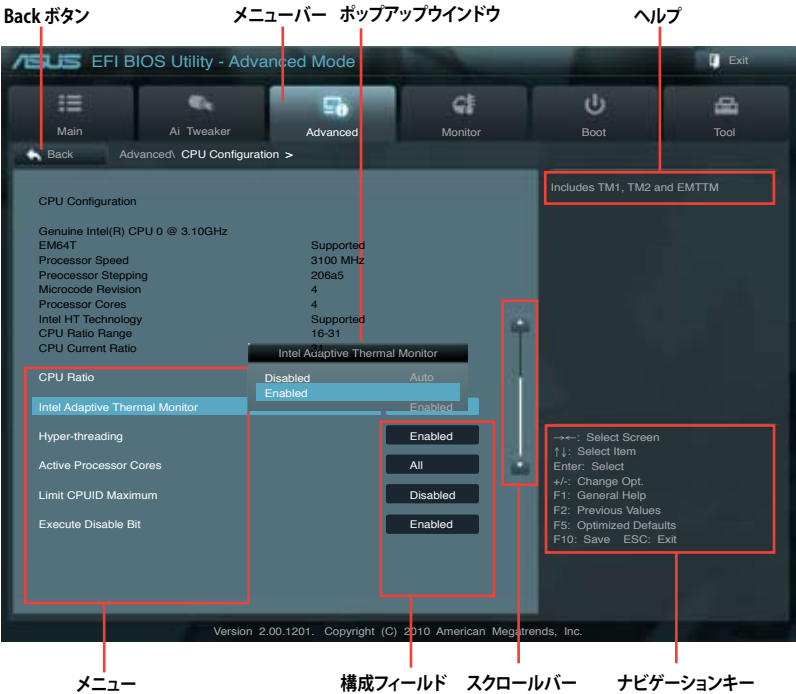 Back ボタン
メニューバー
ポップアップウインドウ
ヘルプ
ASUS EFI BIOS Utility - Advanced Mode
Exit
Main
Ai Tweaker
Advanced
Monitor
Boot
Tool
Back
Advanced\ CPU Configuration >
Includes TM1, TM2 and EMTTM
CPU Configuration
Genuine Intel(R) CPU 0 @ 3.10GHz
EM64T Supported
Processor Speed 3100 MHz
Preocessor Stepping 206a5
Microcode Revision 4
Processor Cores 4
Intel HT Technology Supported
CPU Ratio Range 16-31
CPU Current Ratio 31
Intel Adaptive Thermal Monitor
Disabled
Enabled
CPU Ratio Auto
Intel Adaptive Thermal Monitor Enabled
Hyper-threading Enabled
Active Processor Cores All
Limit CPUID Maximum Disabled
Execute Disable Bit Enabled
→←: Select Screen
↑↓: Select Item
Enter: Select
+/-: Change Opt.
F1: General Help
F2: Previous Values
F5: Optimized Defaults
F10: Save ESC: Exit
Version 2.00.1201. Copyright (C) 2010 American Megatrends, Inc.
メニュー
構成フィールド
スクロールバー
ナビゲーションキー